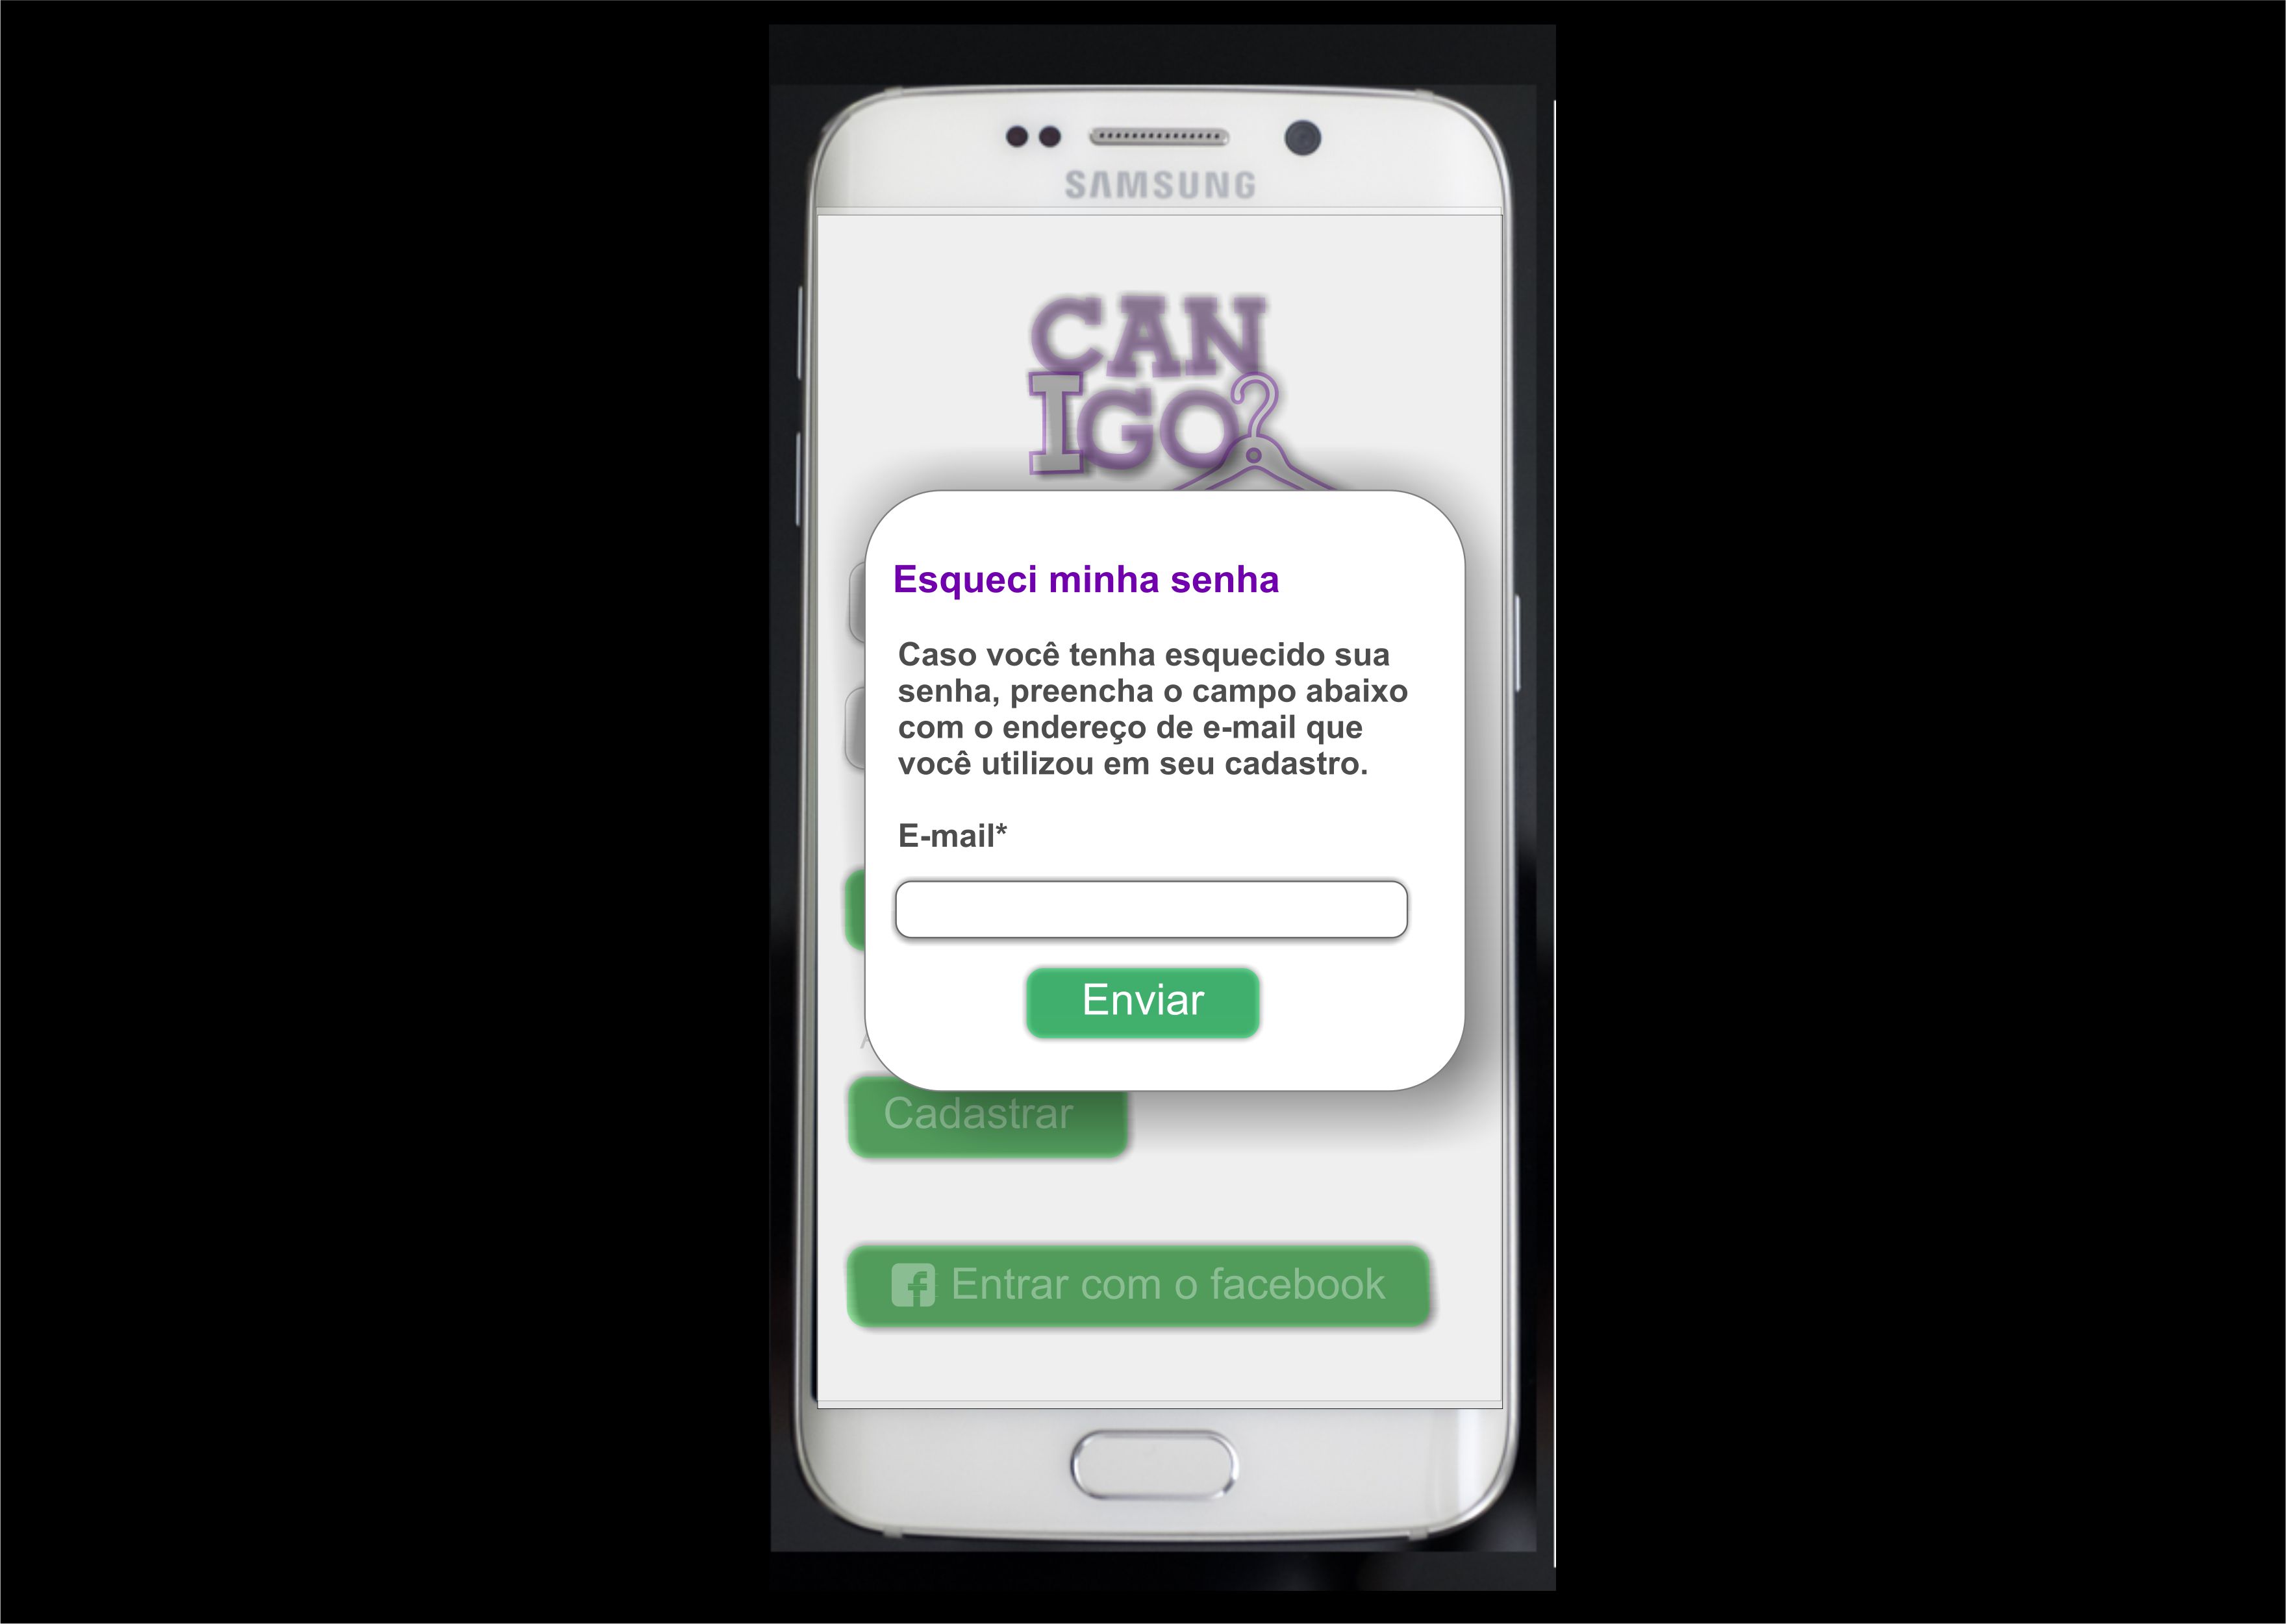 SAMSUNG
CAN
I GO?
Esqueci minha senha
Caso você tenha esquecido sua
senha, preencha o campo abaixo
com o endereço de e-mail que
você utilizou em seu cadastro.
E-mail*
Enviar
Cadastrar
Entrar com o facebook